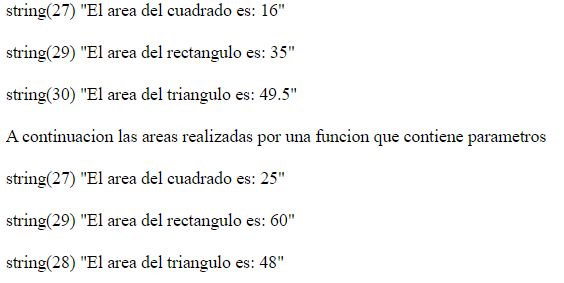 string(27) "El area del cuadrado es: 16"
string(29) "El area del rectangulo es: 35"
string(30) "El area del triangulo es: 49.5"
A continuacion las areas realizadas por una funcion que contiene parametros
string(27) "El area del cuadrado es: 25"
string(29) "El area del rectangulo es: 60"
string(28) "El area del triangulo es: 48"